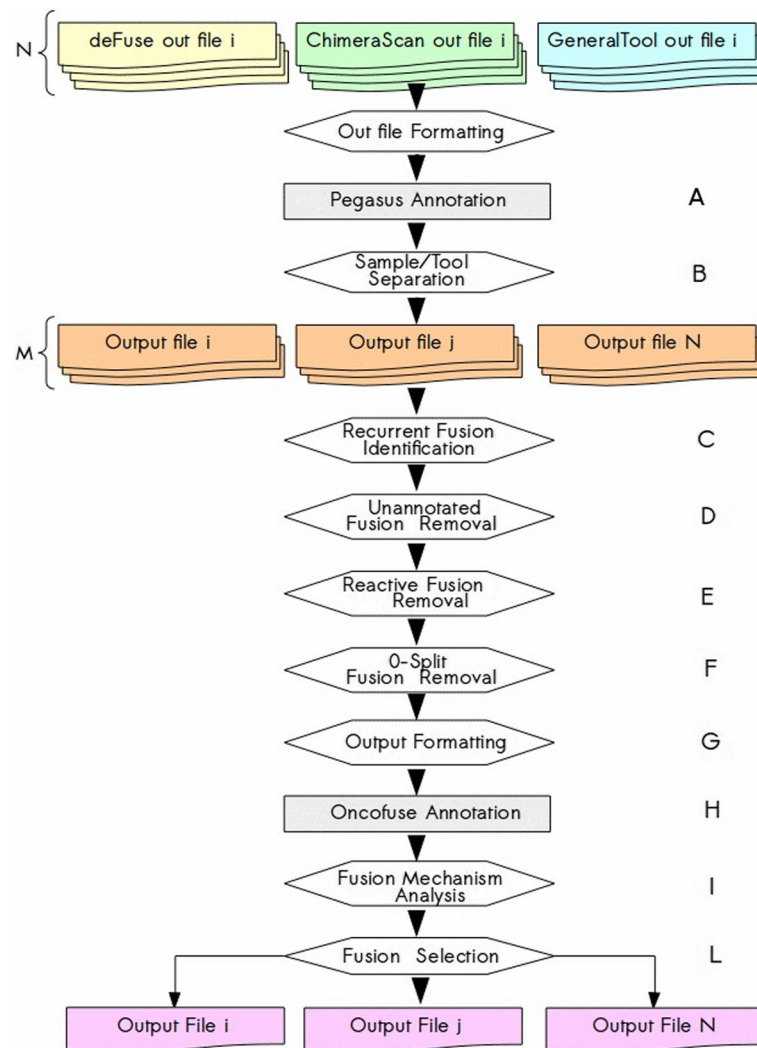 N
deFuse out file i
ChimeraScan out file i
GeneralTool out file i
Out file Formatting
Pegasus Annotation
A
Sample/Tool
Separation
B
M
Output file i
Output file j
Output file N
Recurrent Fusion
Identification
C
Unannotated
Fusion Removal
D
Reactive Fusion
Removal
E
0-Split
Fusion Removal
F
Output Formatting
G
Oncofuse Annotation
H
Fusion Mechanism
Analysis
I
Fusion Selection
L
Output File i
Output File j
Output File N